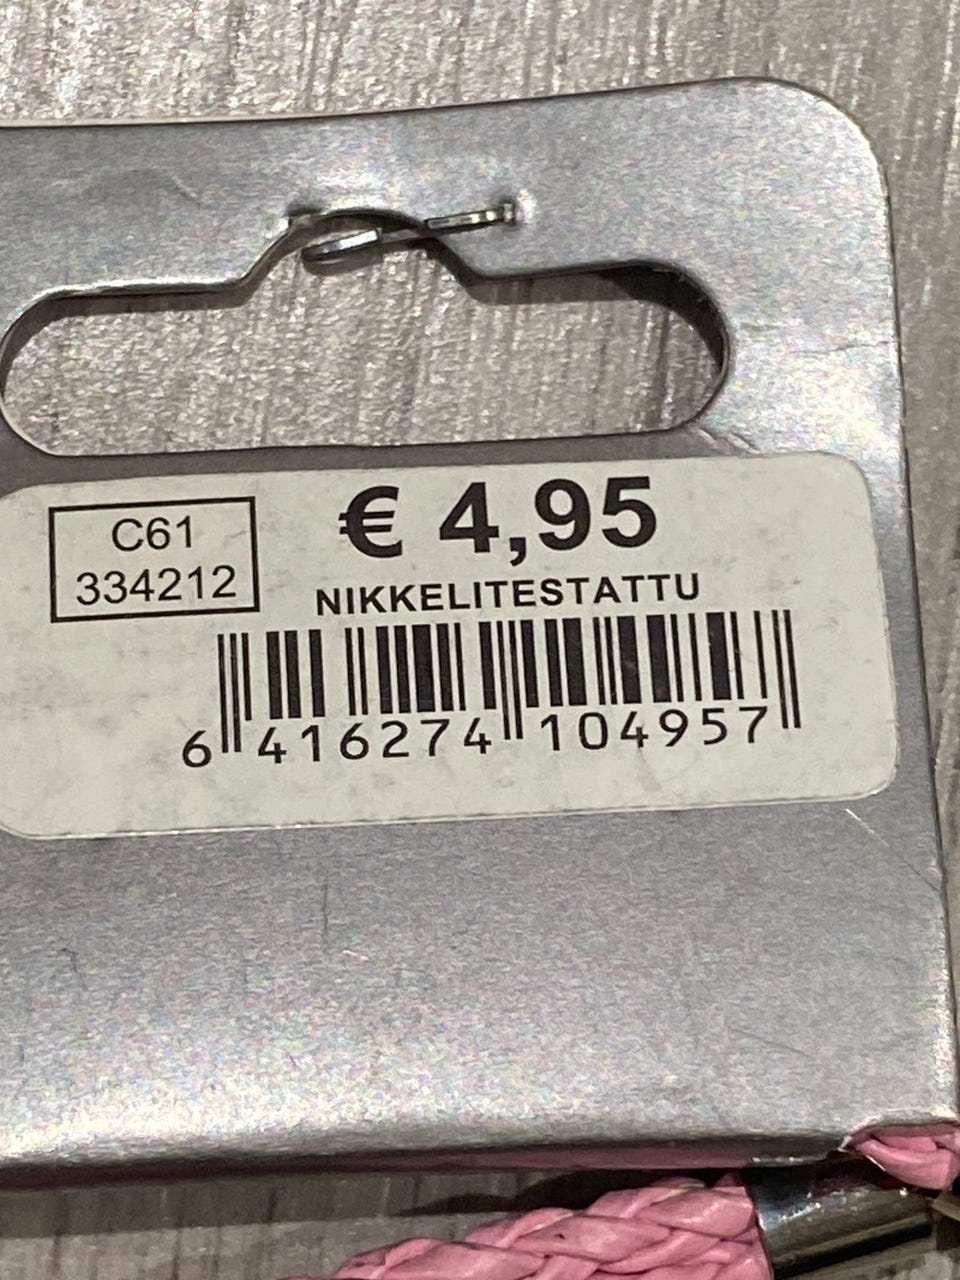 C61
334212
€ 4,95
NIKKELITESTATTU
6 416274 104957